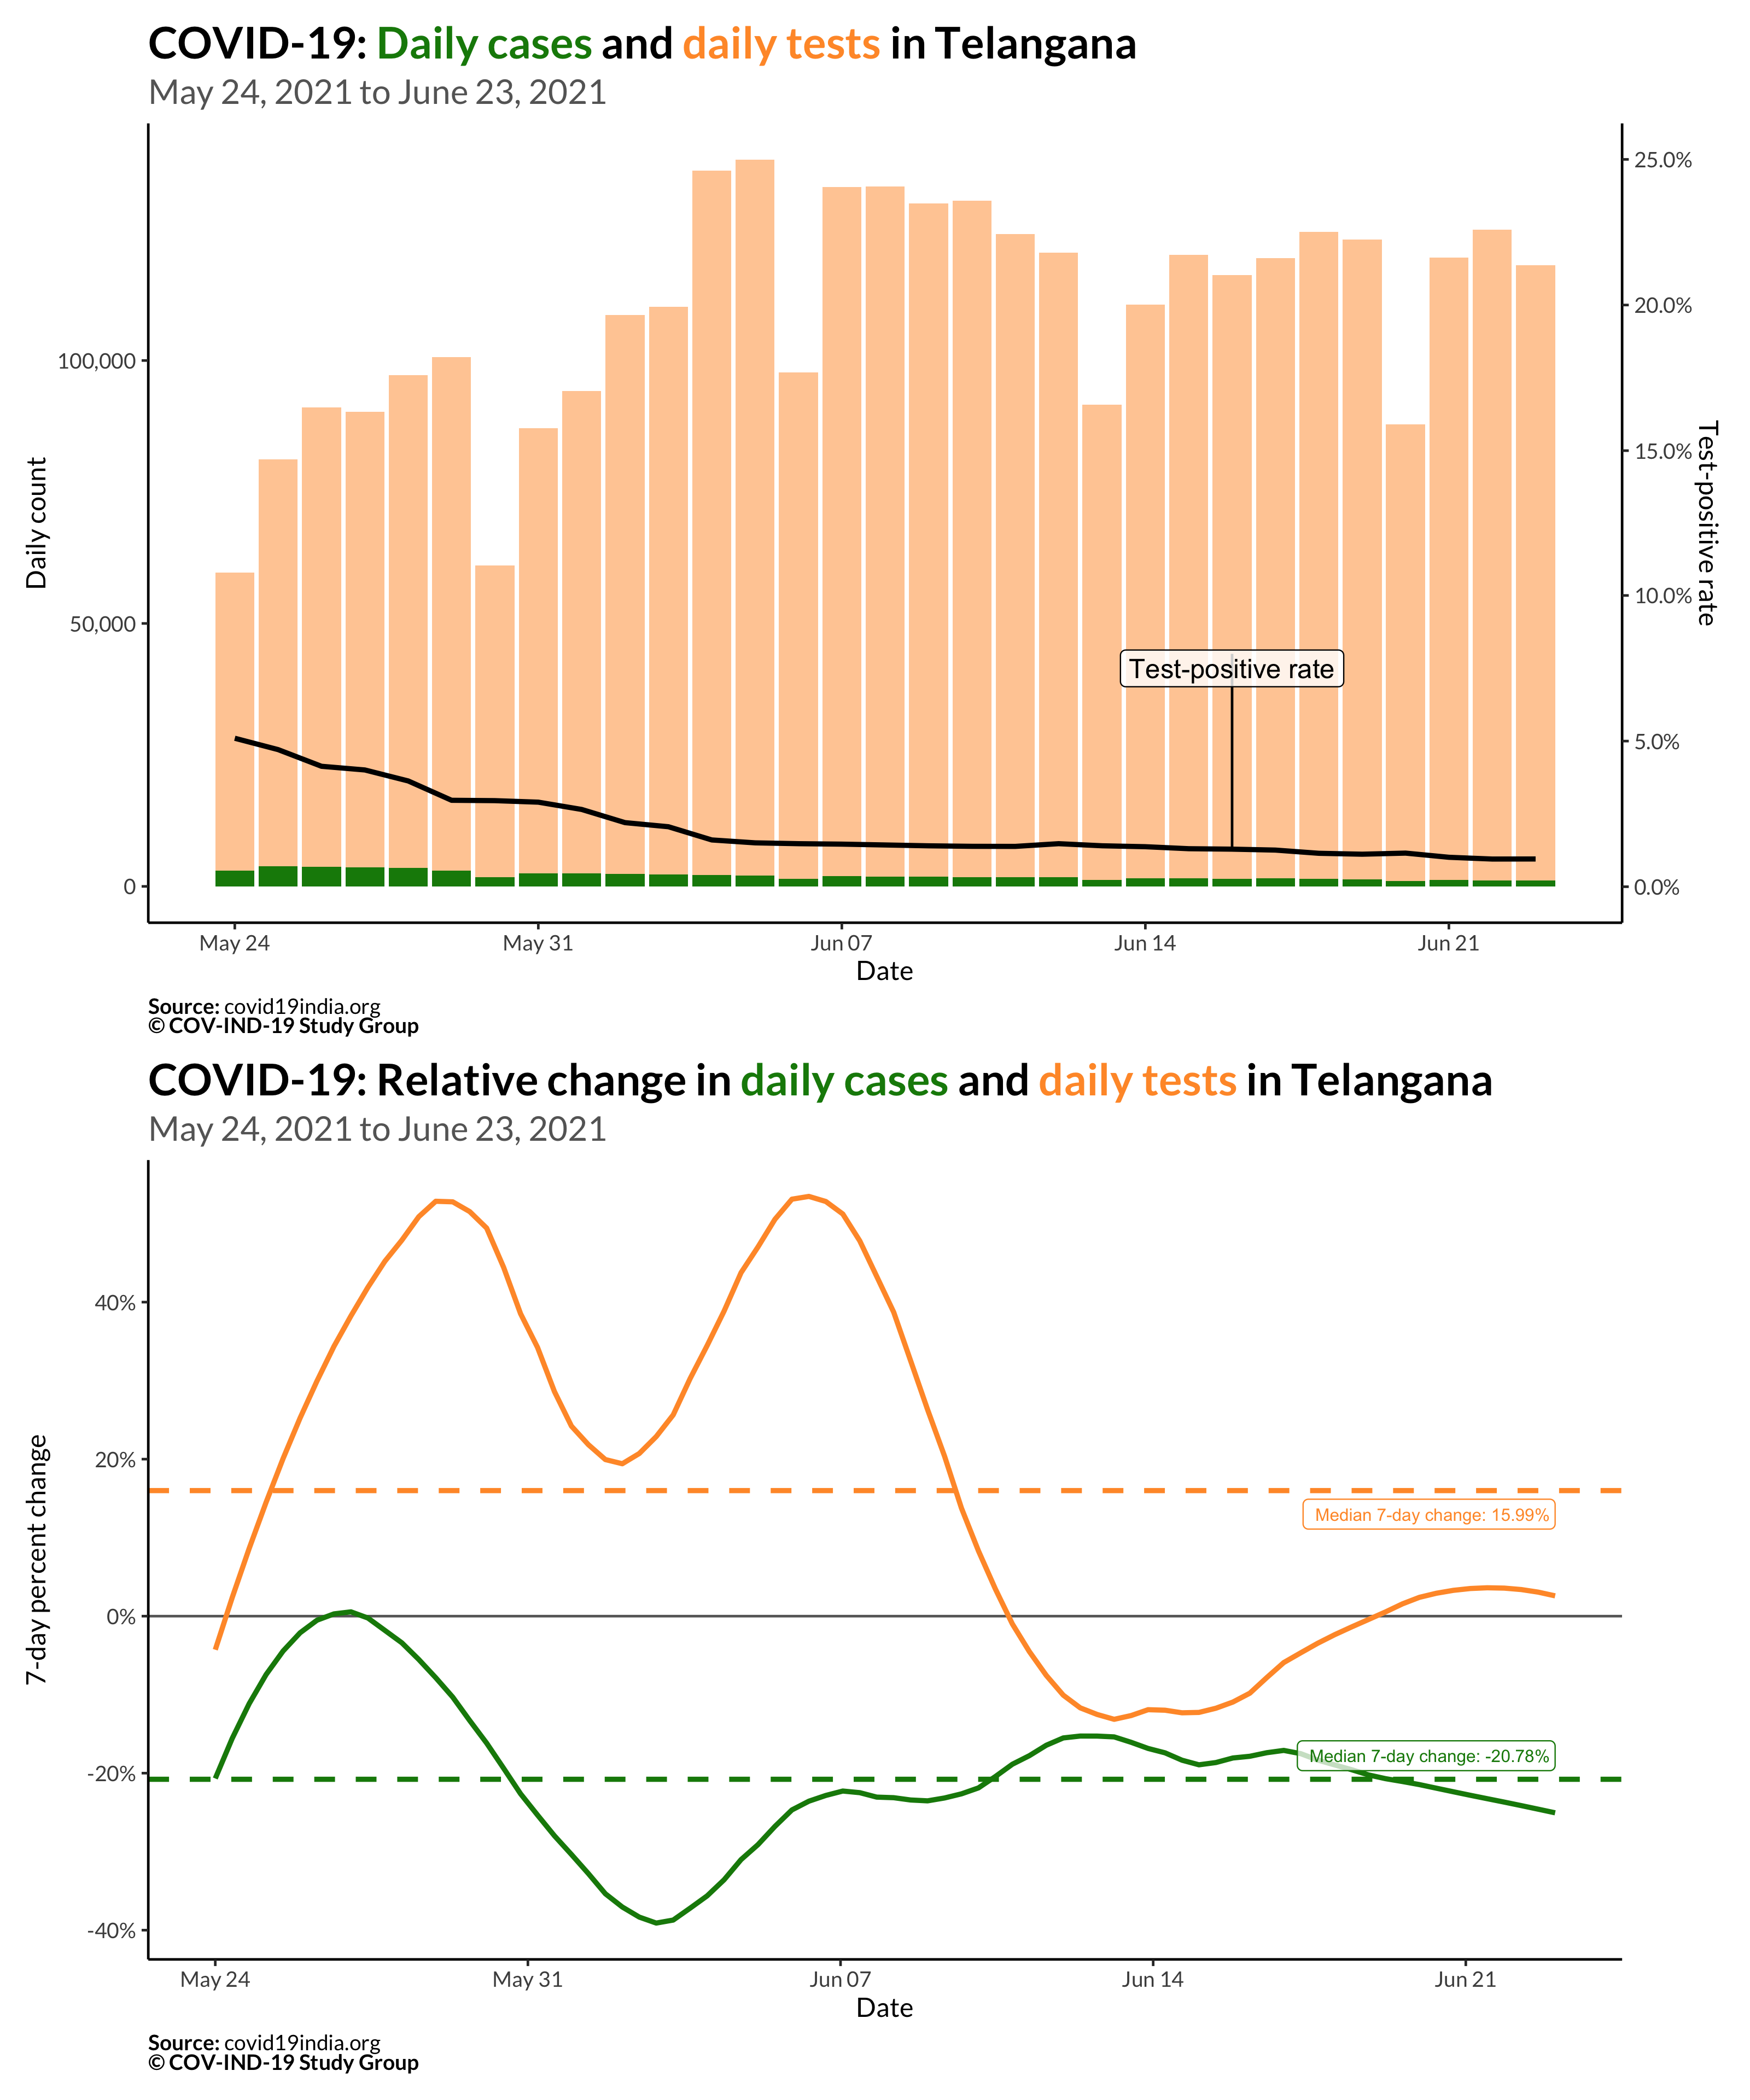 COVID-19: Daily cases and daily tests in Telangana
May 24, 2021 to June 23, 2021
Daily count
100,000
50,000
0
25.0%
20.0%
15.0%
10.0%
5.0%
0.0%
Test-positive rate
Test-positive rate
May 24
May 31
Jun 07
Jun 14
Jun 21
Date
Source: covid19india.org
© COV-IND-19 Study Group
COVID-19: Relative change in daily cases and daily tests in Telangana
May 24, 2021 to June 23, 2021
7-day percent change
40%
20%
0%
-20%
-40%
Median 7-day change: 15.99%
Median 7-day change: -20.78%
May 24
May 31
Jun 07
Jun 14
Jun 21
Date
Source: covid19india.org
© COV-IND-19 Study Group